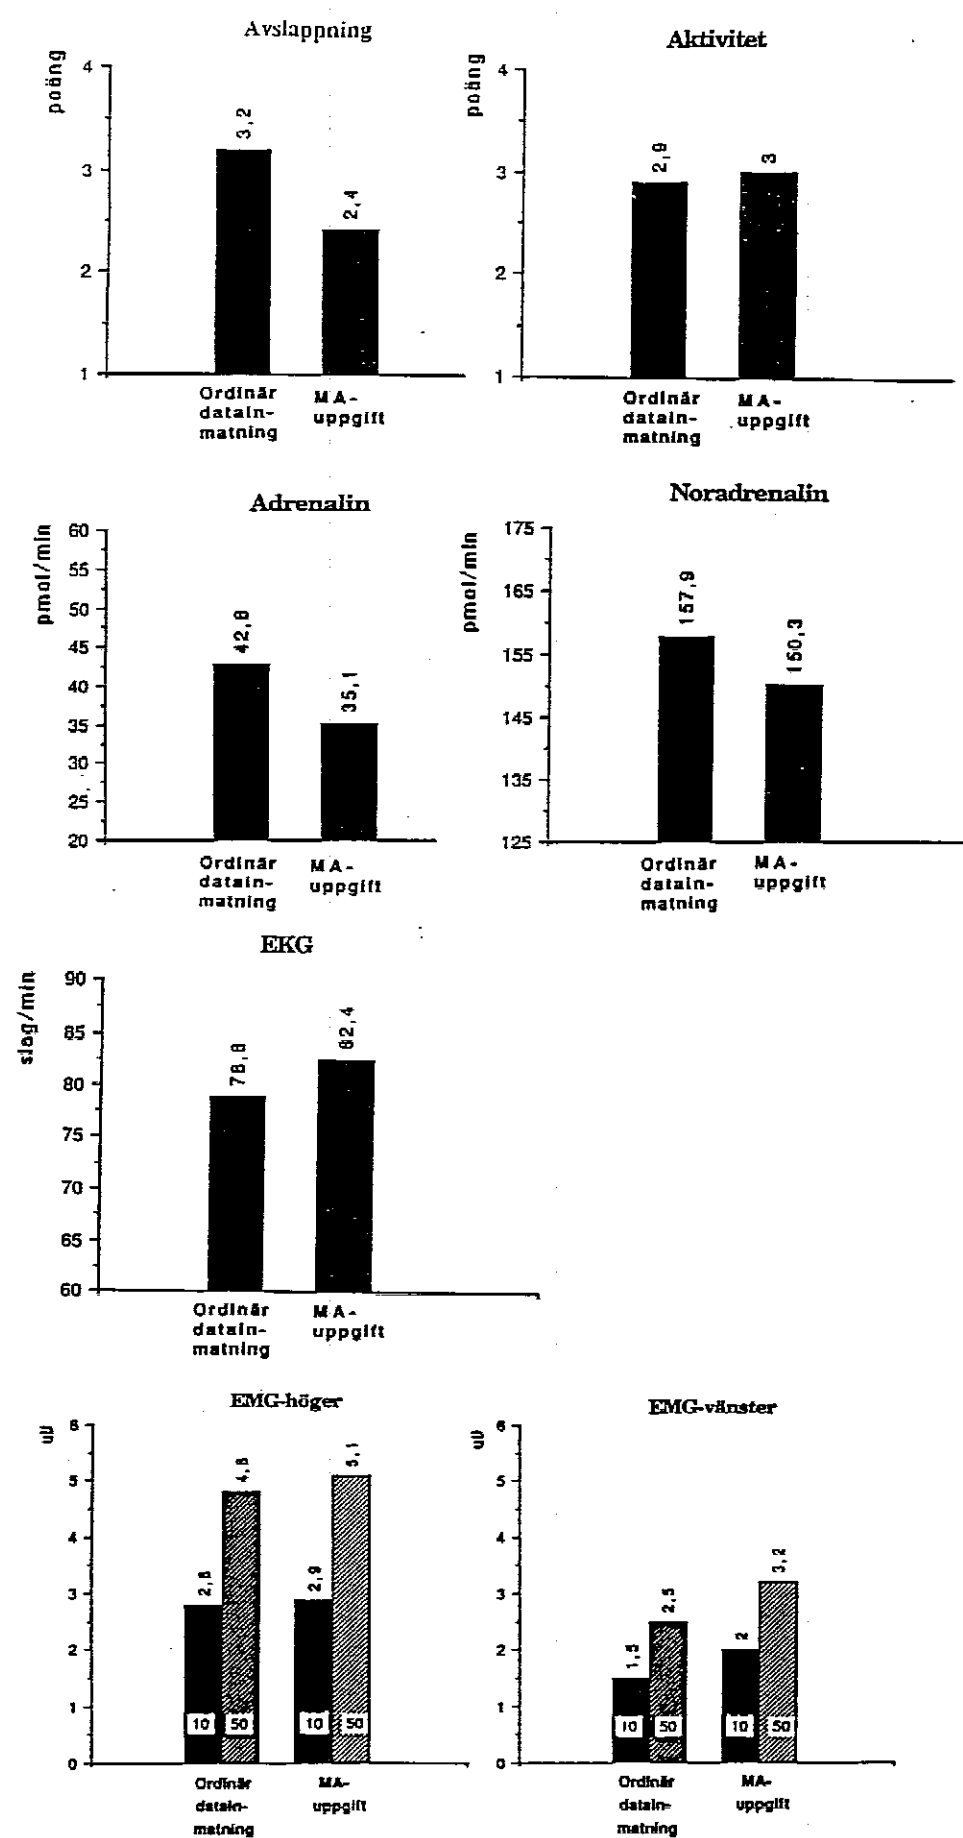 Avslappning
poäng
4
3
2
1
3,2
2,4
Ordinär
datain-
matning
MA-
uppgift
Aktivitet
poäng
4
3
2
1
2,9
3
Ordinär
datain-
matning
MA-
uppgift
Adrenalin
pmol/min
60
55
50
45
40
35
30
25
20
42,8
35,1
Ordinär
datain-
matning
MA-
uppgift
Noradrenalin
pmol/min
175
165
155
145
135
125
157,9
150,3
Ordinär
datain-
matning
MA-
uppgift
EKG
slag/min
90
85
80
75
70
65
60
78,8
82,4
Ordinär
datain-
matning
MA-
uppgift
EMG-höger
uV
6
5
4
3
2
1
0
2,8
4,8
2,9
5,1
10
50
10
50
Ordinär
datain-
matning
MA-
uppgift
EMG-vänster
uV
6
5
4
3
2
1
0
1,5
2,5
2
3,2
10
50
10
50
Ordinär
datain-
matning
MA-
uppgift